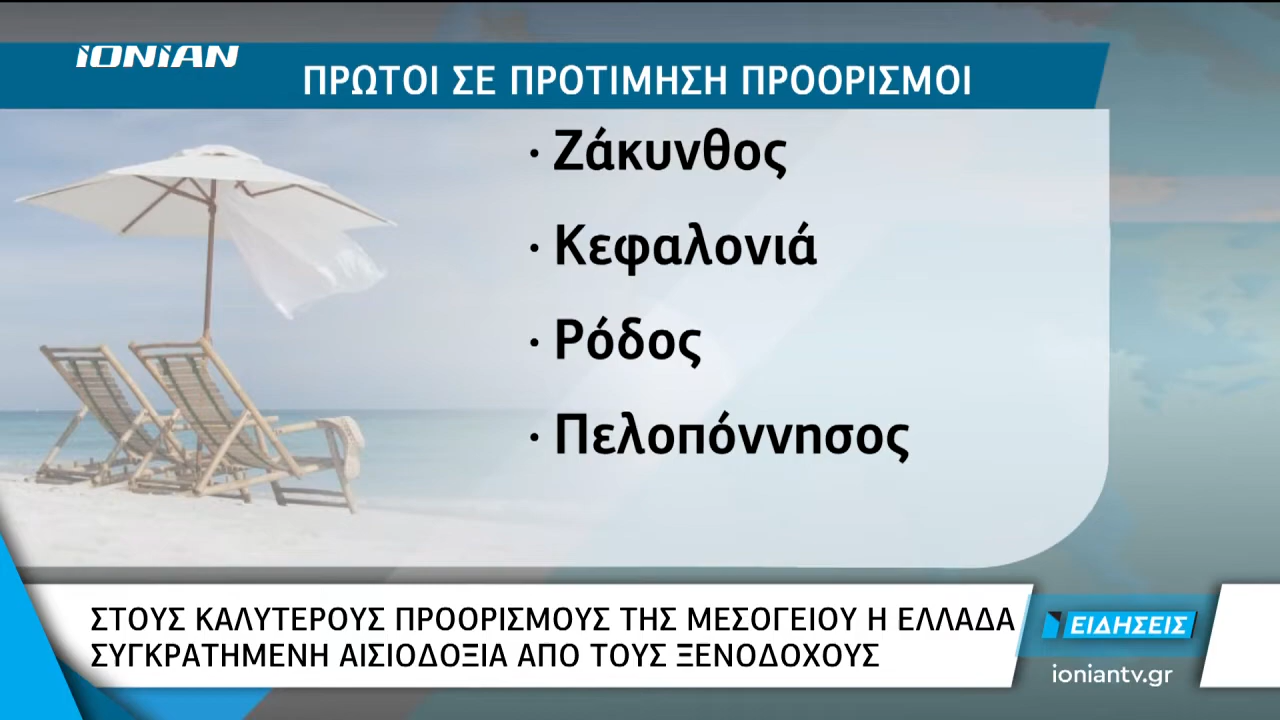 IONIAN
ΠΡΩΤΟΙ ΣΕ ΠΡΟΤΙΜΗΣΗ ΠΡΟΟΡΙΣΜΟΙ
· Ζάκυνθος
· Κεφαλονιά
· Ρόδος
· Πελοπόννησος
ΣΤΟΥΣ ΚΑΛΥΤΕΡΟΥΣ ΠΡΟΟΡΙΣΜΟΥΣ ΤΗΣ ΜΕΣΟΓΕΙΟΥ Η ΕΛΛΑΔΑ
ΣΥΓΚΡΑΤΗΜΕΝΗ ΑΙΣΙΟΔΟΞΙΑ ΑΠΟ ΤΟΥΣ ΞΕΝΟΔΟΧΟΥΣ
ΕΙΔΗΣΕΙΣ
ioniantv.gr